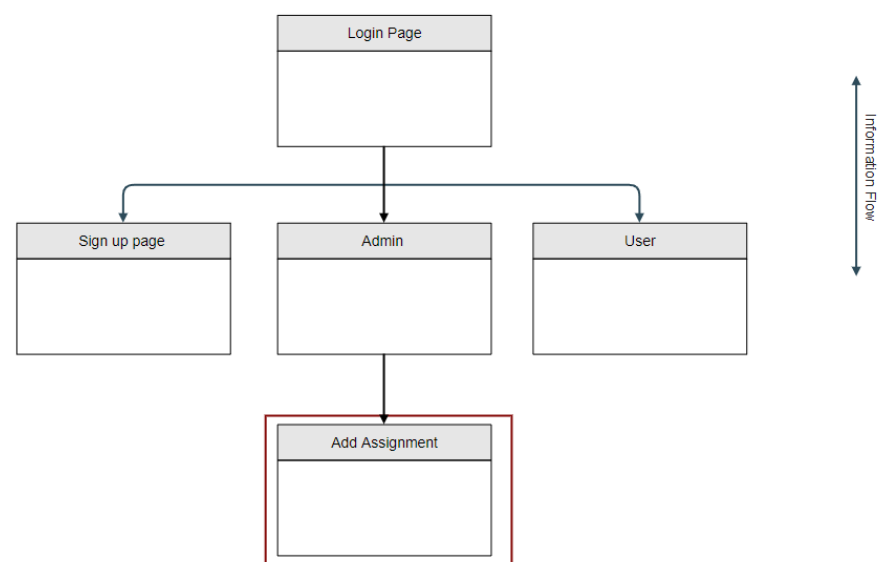 Login Page
Information Flow
Sign up page
Admin
User
Add Assignment